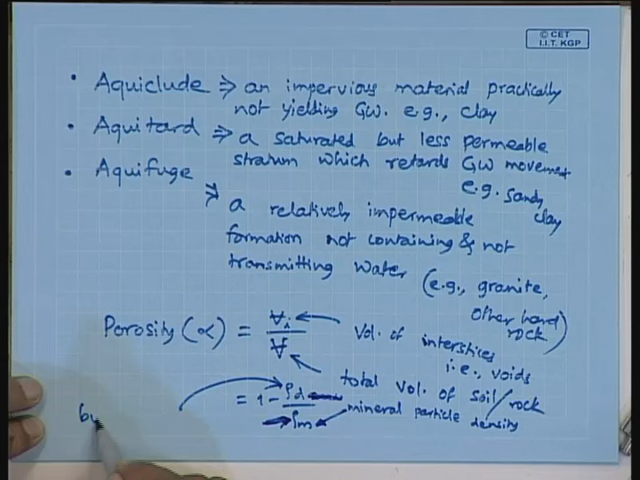 © CET
I.I.T. KGP
• Aquiclude ⇒ an impervious material practically
not yielding GW. e.g., clay
• Aquitard ⇒ a saturated but less permeable
stratum which retards GW movement
e.g. sandy clay
• Aquifuge ⇒
a relatively impermeable
formation not containing & not
transmitting water (e.g., granite,
other hard rock)
Porosity (∝) = V̶i / V̶ Vol. of interstices
i.e., voids
total vol. of soil/rock
= 1 - ρd / ρm mineral particle density
bu